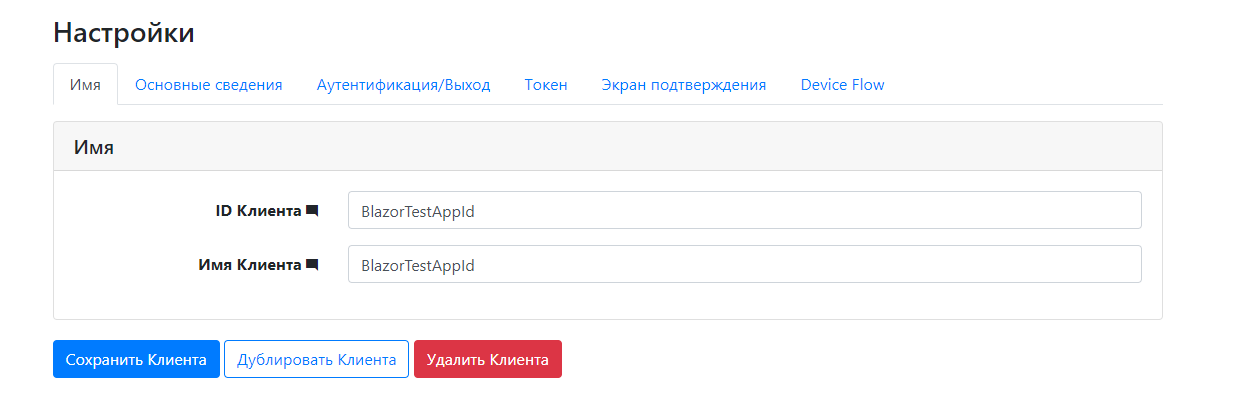 Настройки
Имя Основные сведения Аутентификация/Выход Токен Экран подтверждения Device Flow
Имя
ID Клиента BlazorTestAppId
Имя Клиента BlazorTestAppId
Сохранить Клиента Дублировать Клиента Удалить Клиента